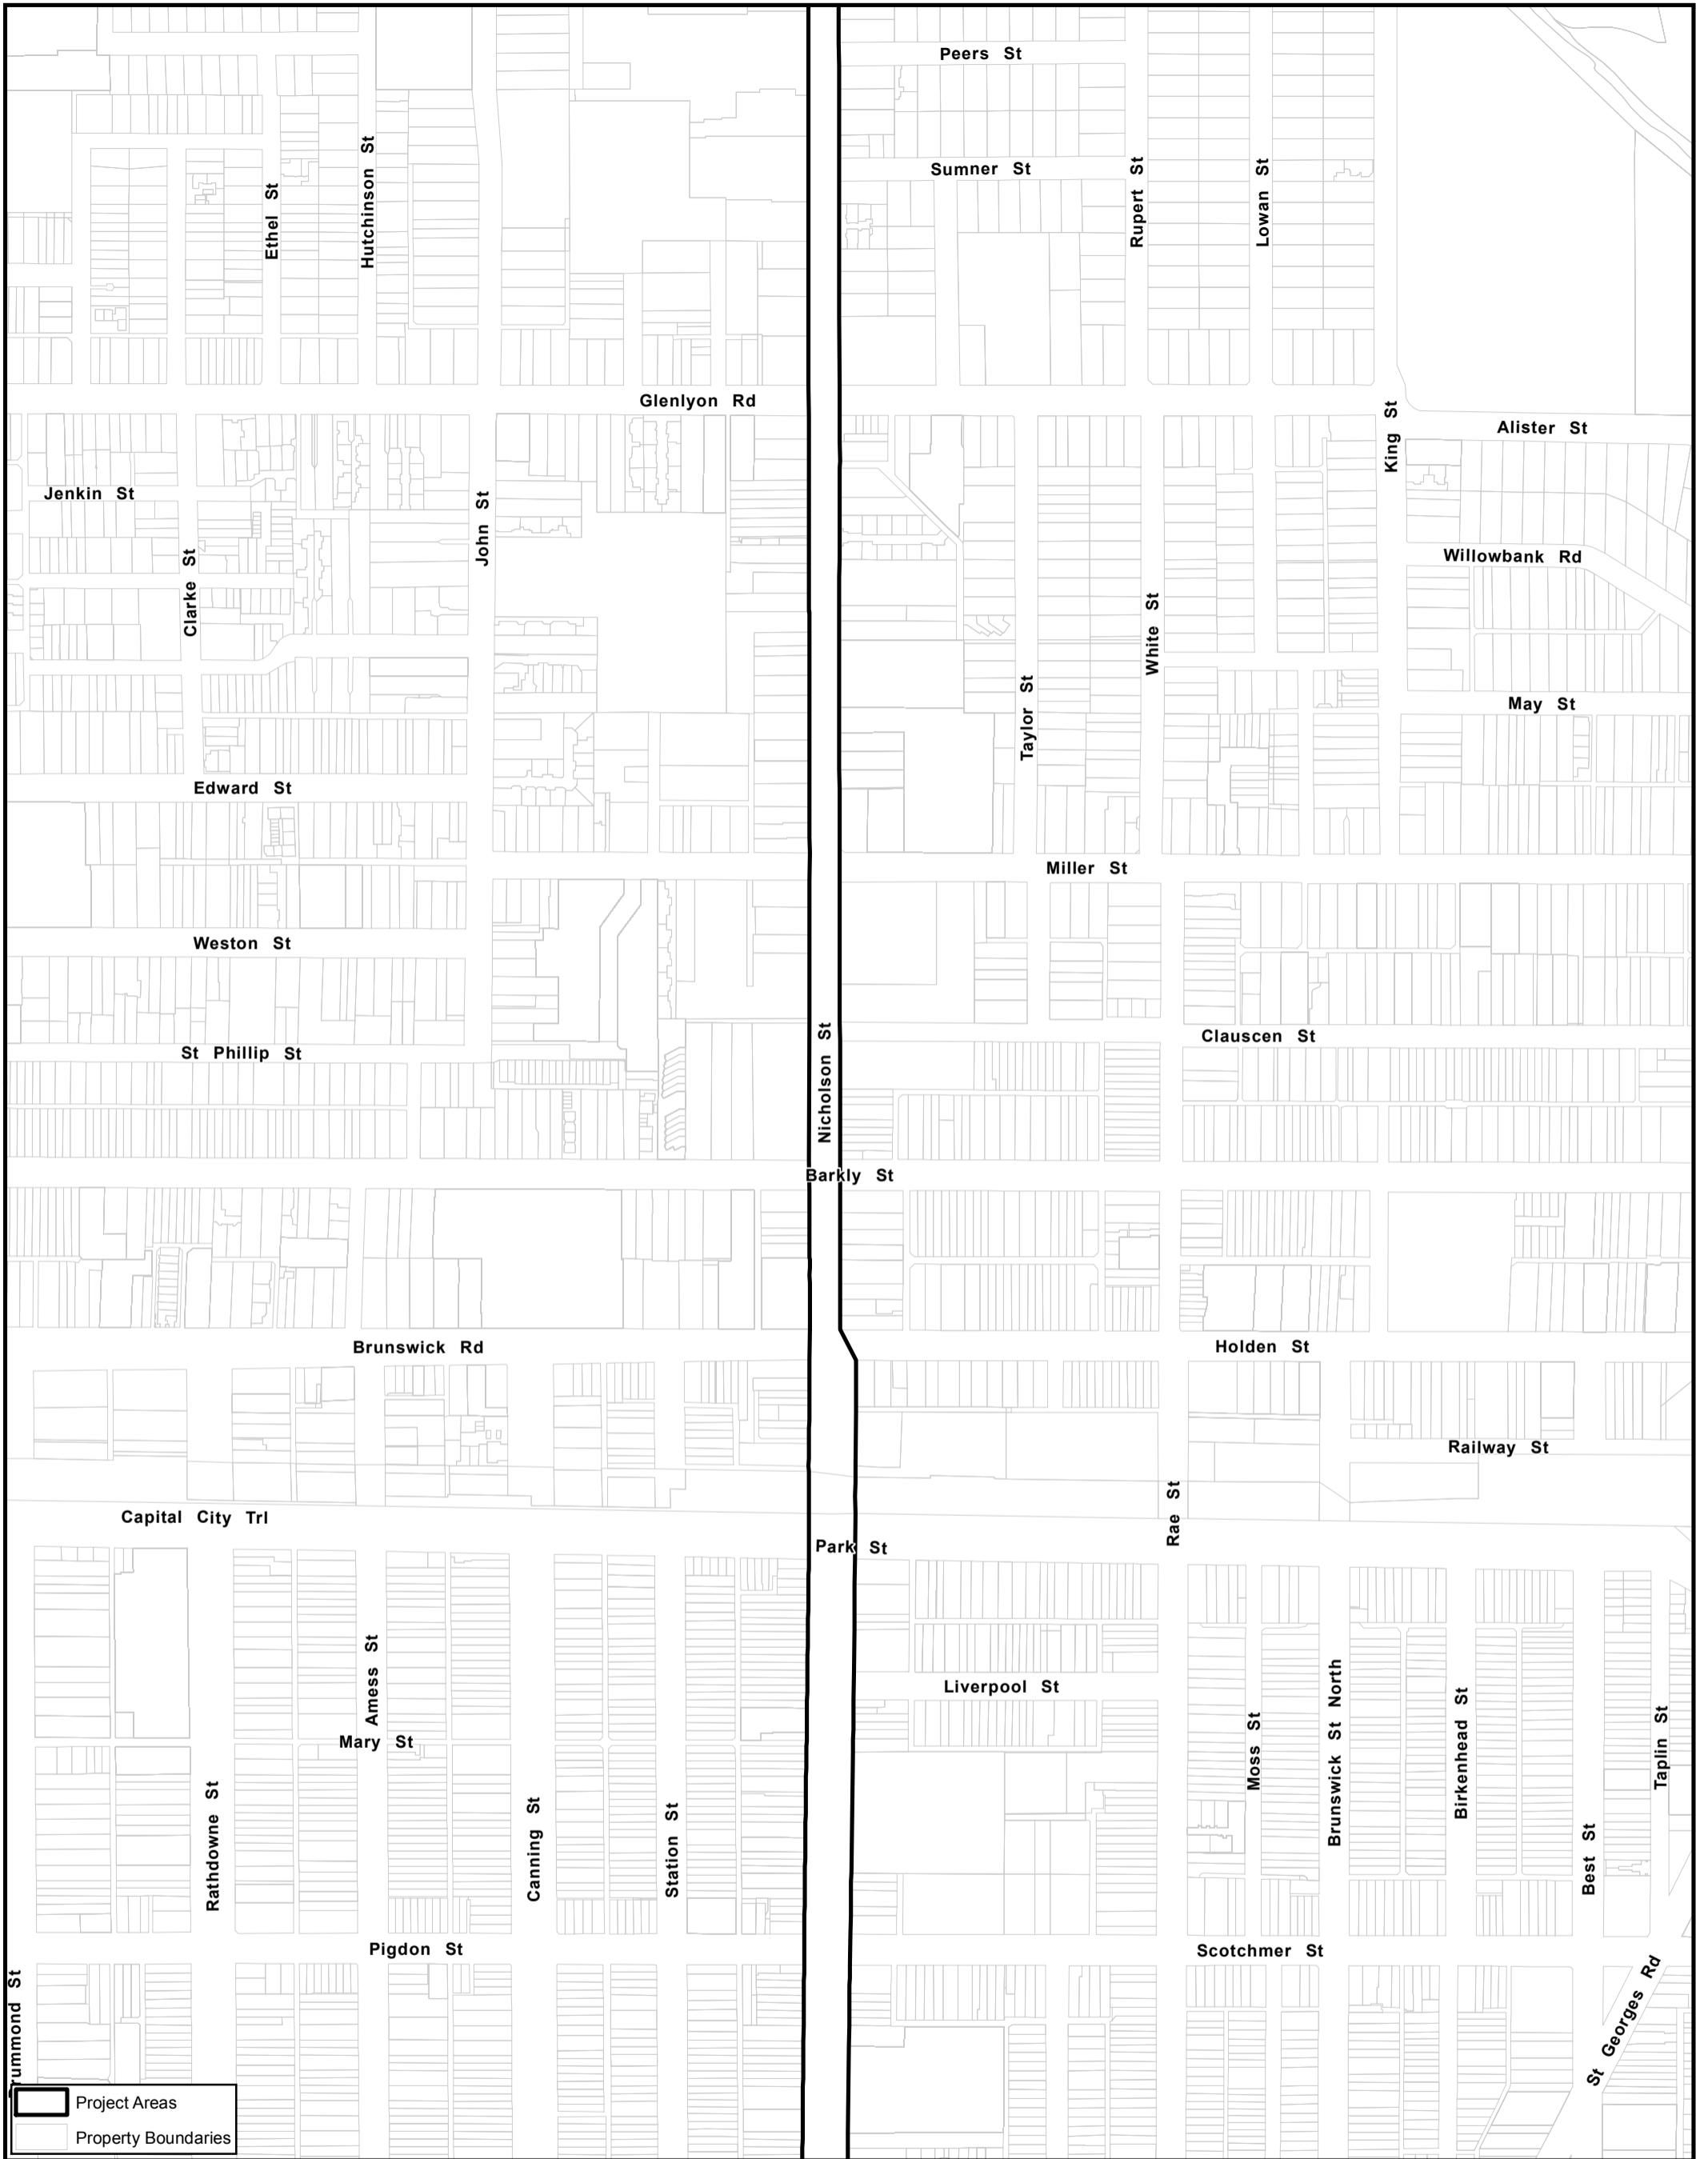 Peers St
Sumner St
Ethel St
Hutchinson St
Rupert St
Lowan St
Glenlyon Rd
King St
Alister St
Jenkin St
John St
Clarke St
Willowbank Rd
White St
Taylor St
May St
Edward St
Miller St
Weston St
Nicholson St
Clauscen St
St Phillip St
Barkly St
Brunswick Rd
Holden St
Railway St
Capital City Trl
Rae St
Park St
Amess St
Liverpool St
Mary St
Moss St
Brunswick St North
Birkenhead St
Taplin St
Rathdowne St
Canning St
Station St
Best St
Pigdon St
Scotchmer St
Drummond St
St Georges Rd
Project Areas
Property Boundaries